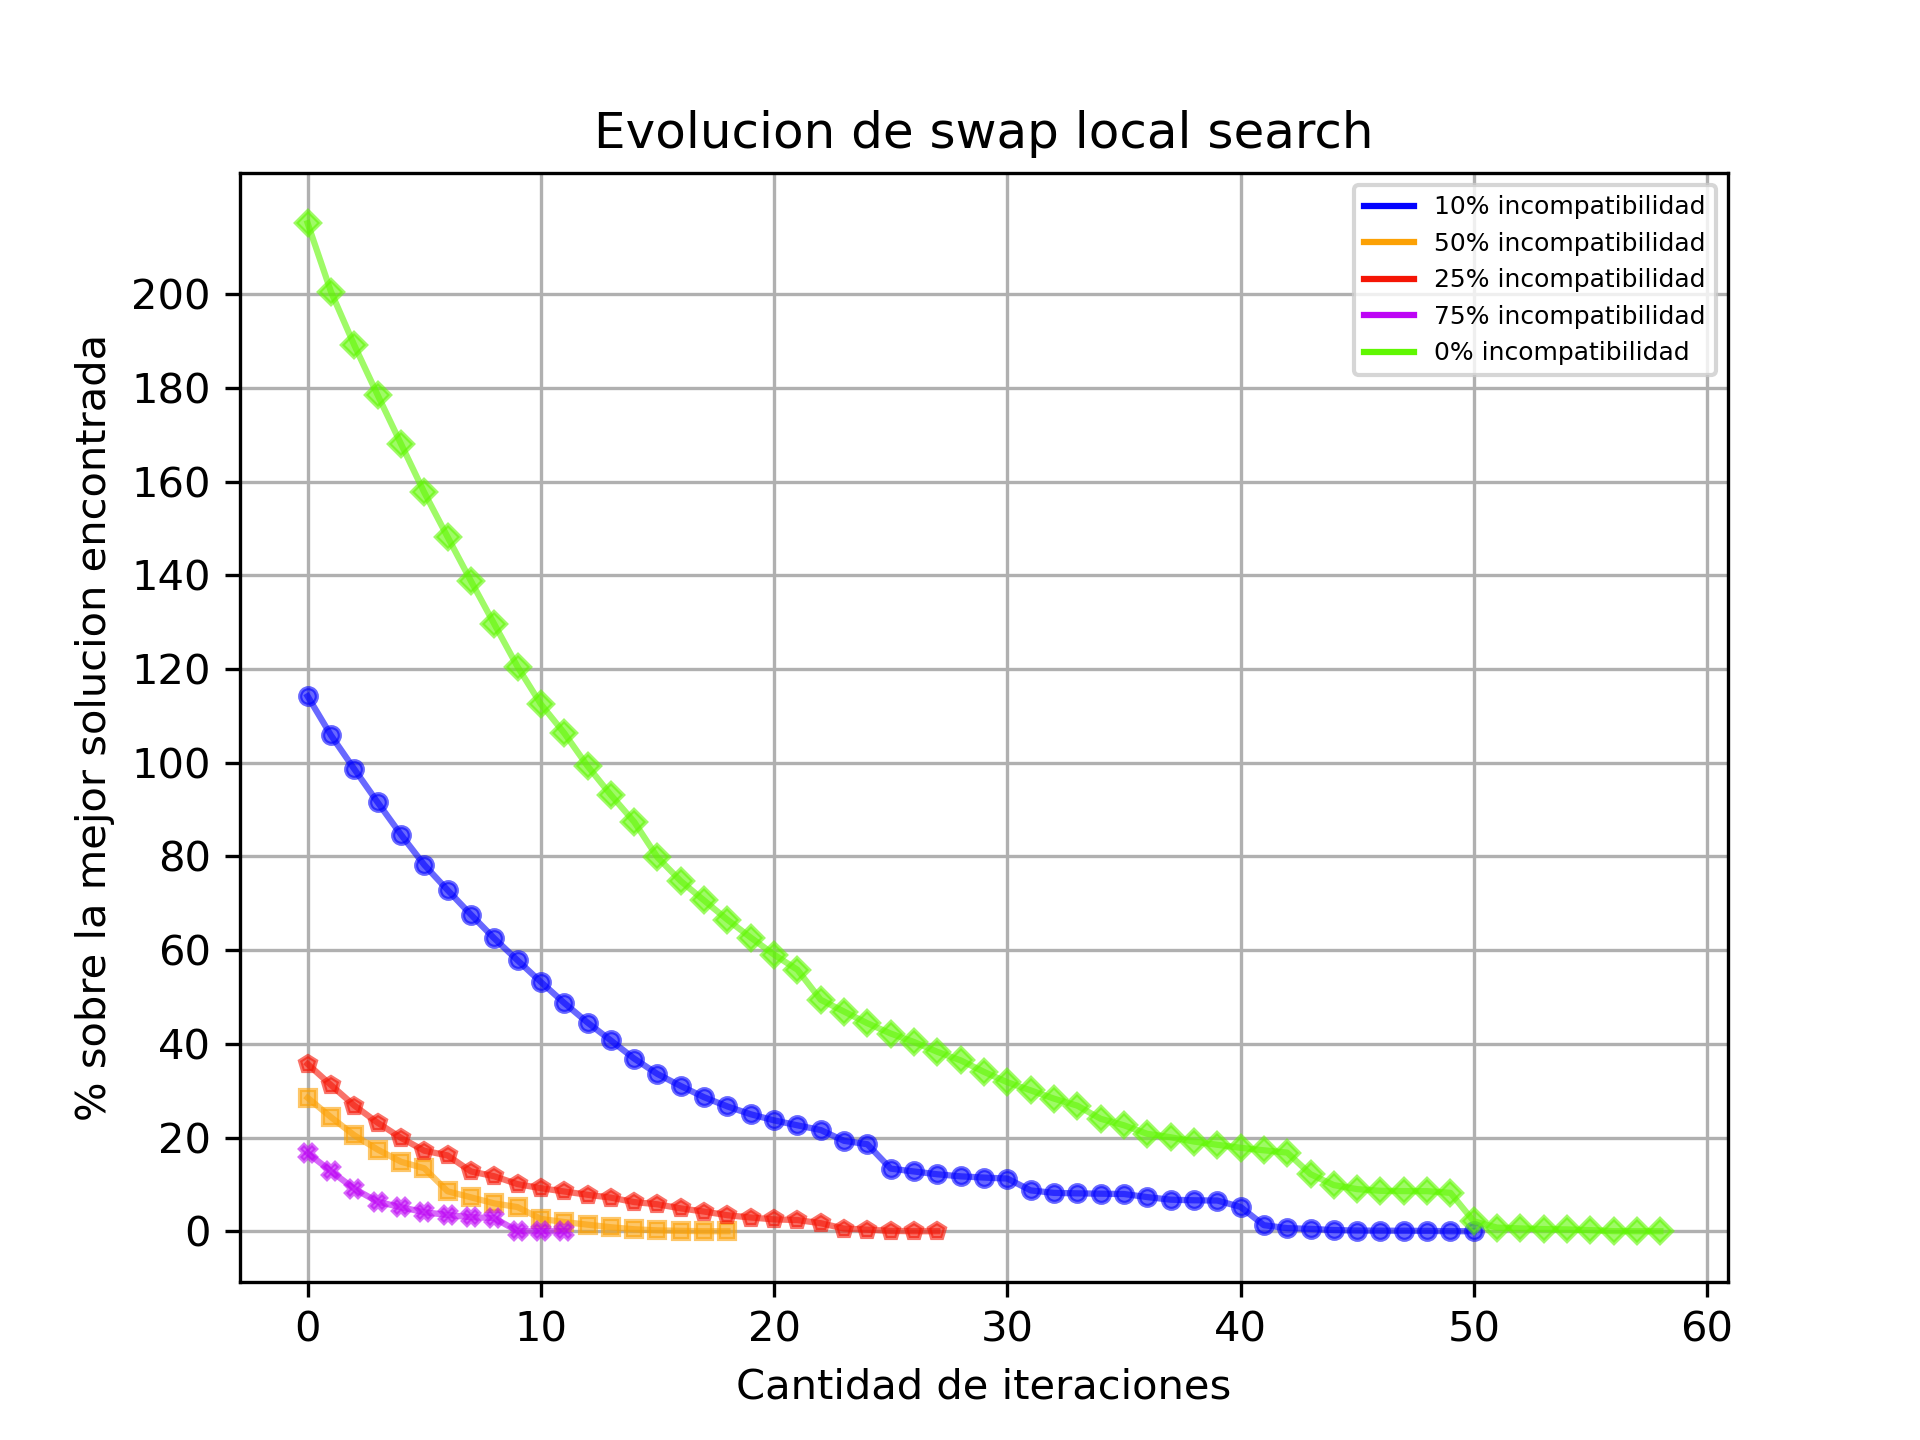 Evolucion de swap local search
10% incompatibilidad
50% incompatibilidad
25% incompatibilidad
75% incompatibilidad
0% incompatibilidad
% sobre la mejor solucion encontrada
200
180
160
140
120
100
80
60
40
20
0
0 10 20 30 40 50 60
Cantidad de iteraciones